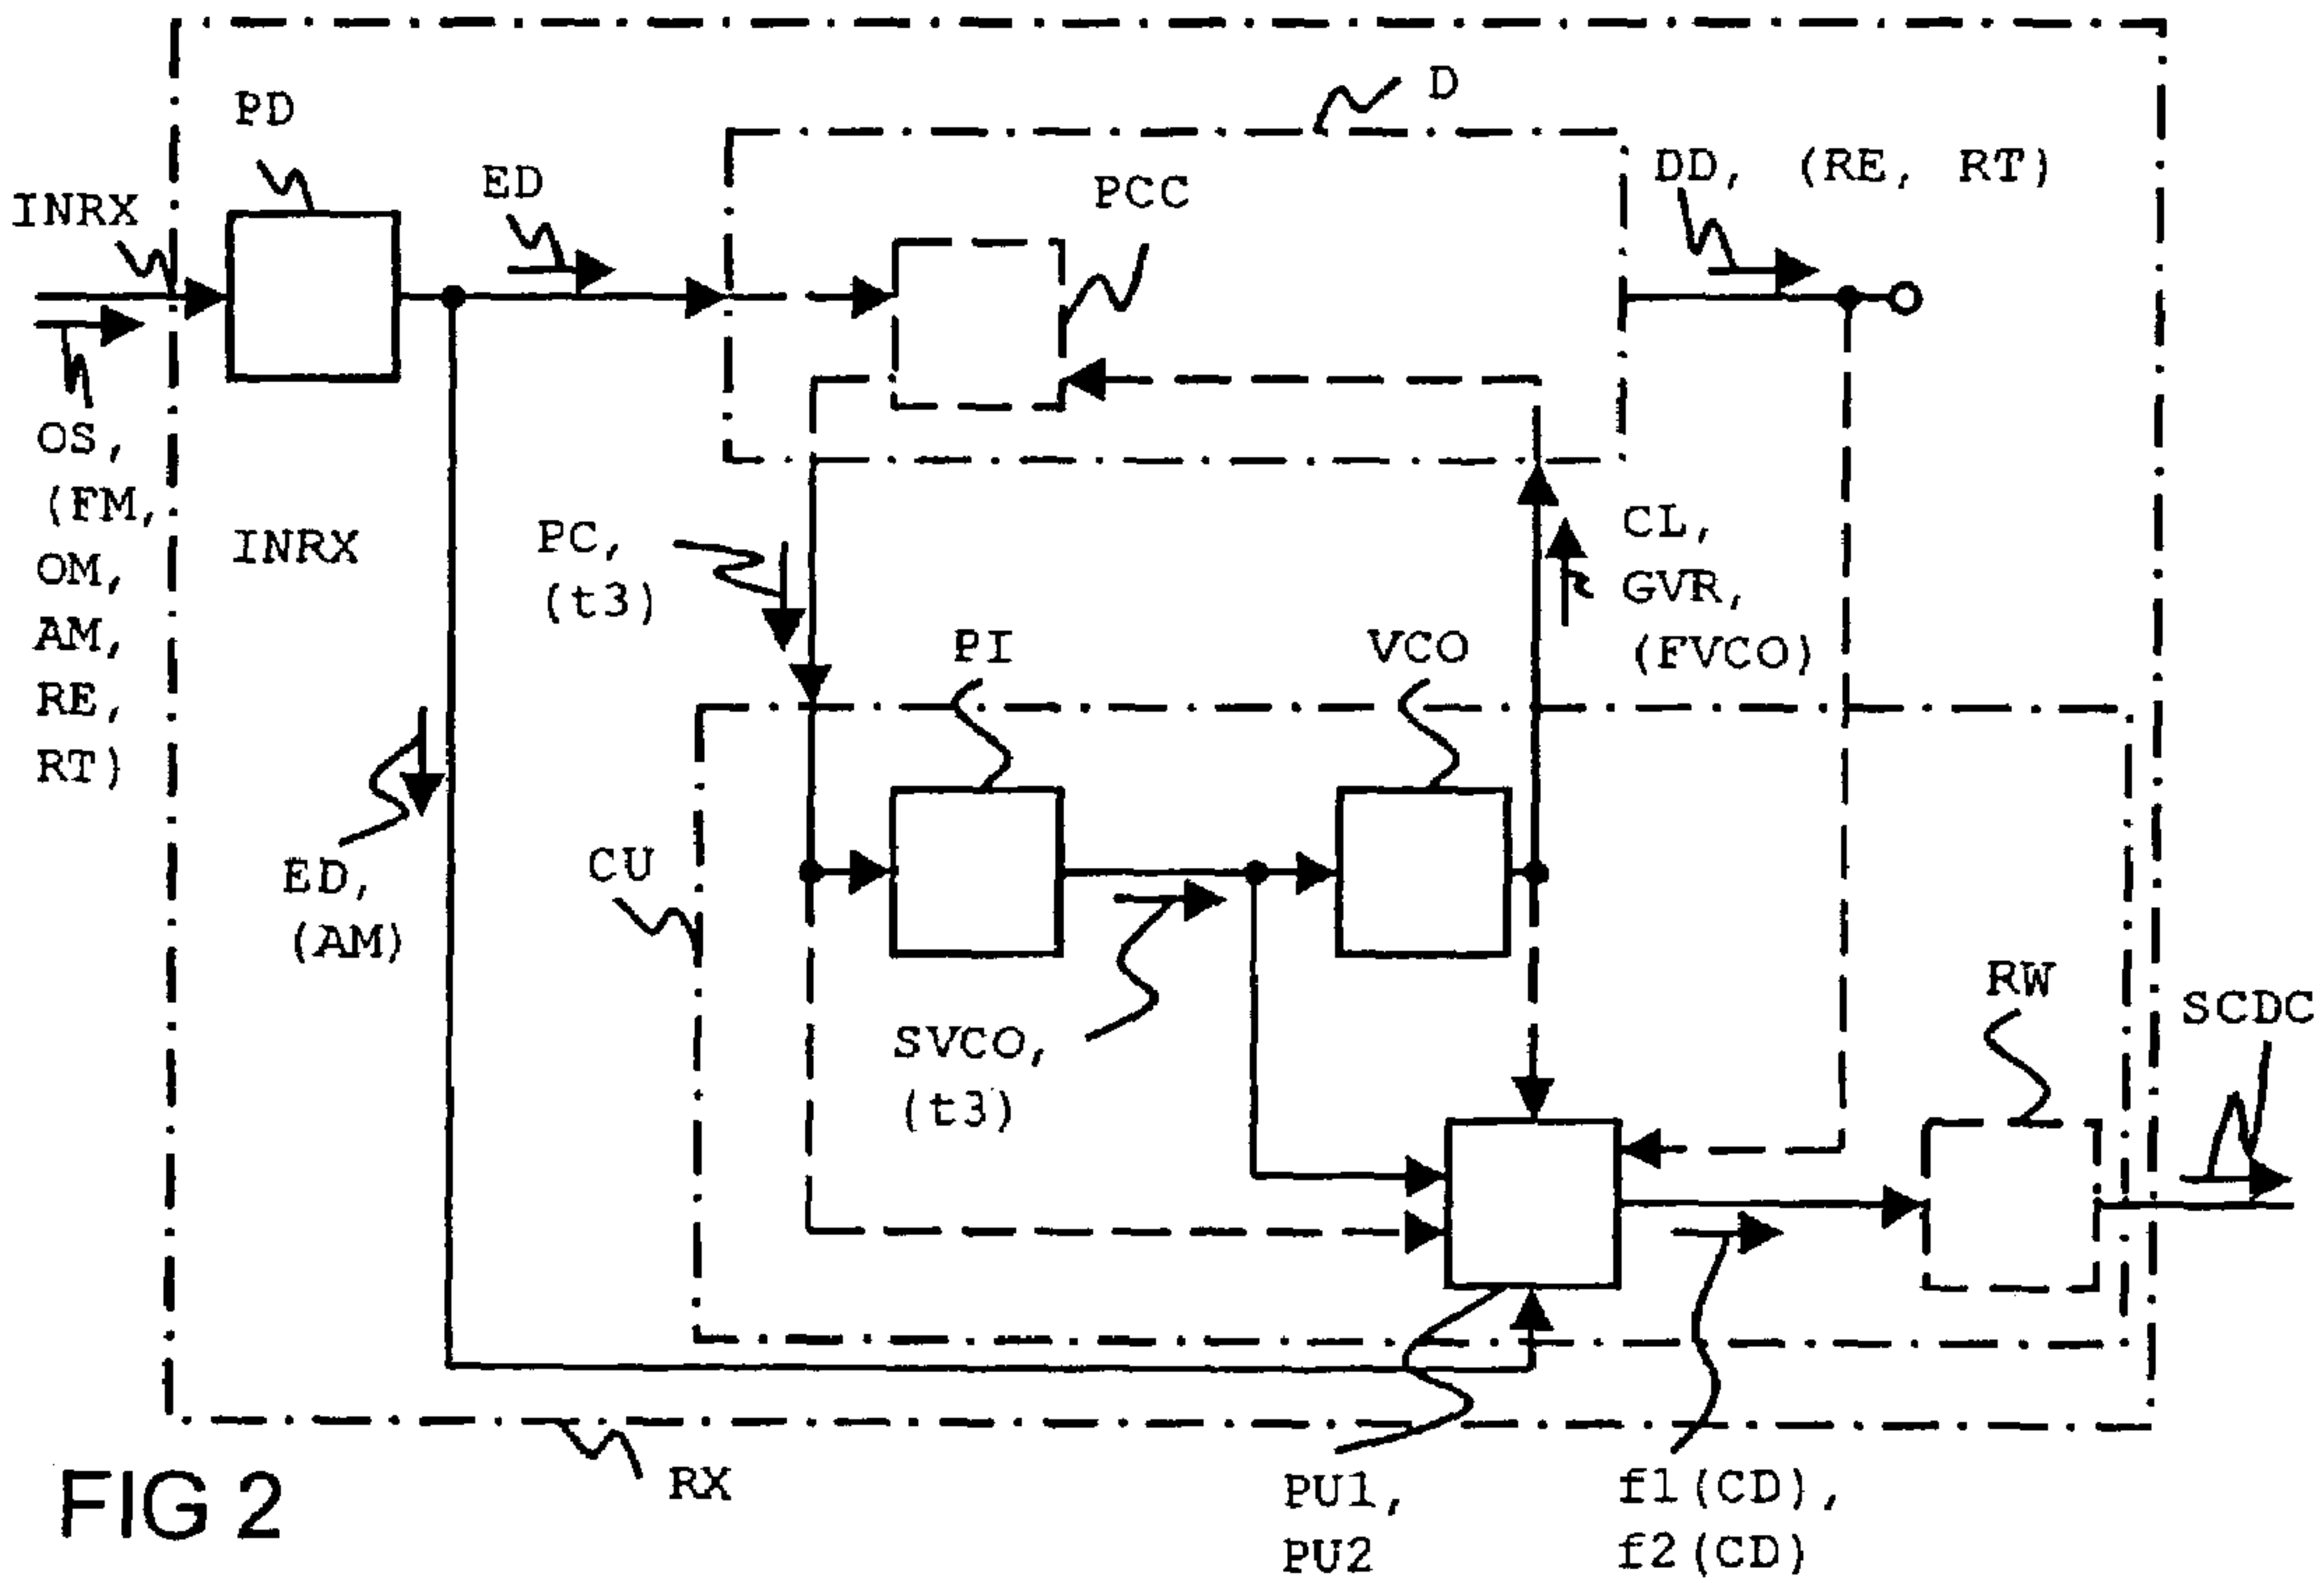 D
PD
DD, (RE, RT)
ED
PCC
INRX
OS,
(FM,
OM,
AM,
RE,
RT)
INRX
PC,
(t3)
CL,
GVR,
(FVCO)
PI
VCO
ED,
(AM)
CU
RW
SCDC
SVCO,
(t3)
RX
FIG 2
PU1,
PU2
f1(CD),
f2(CD)